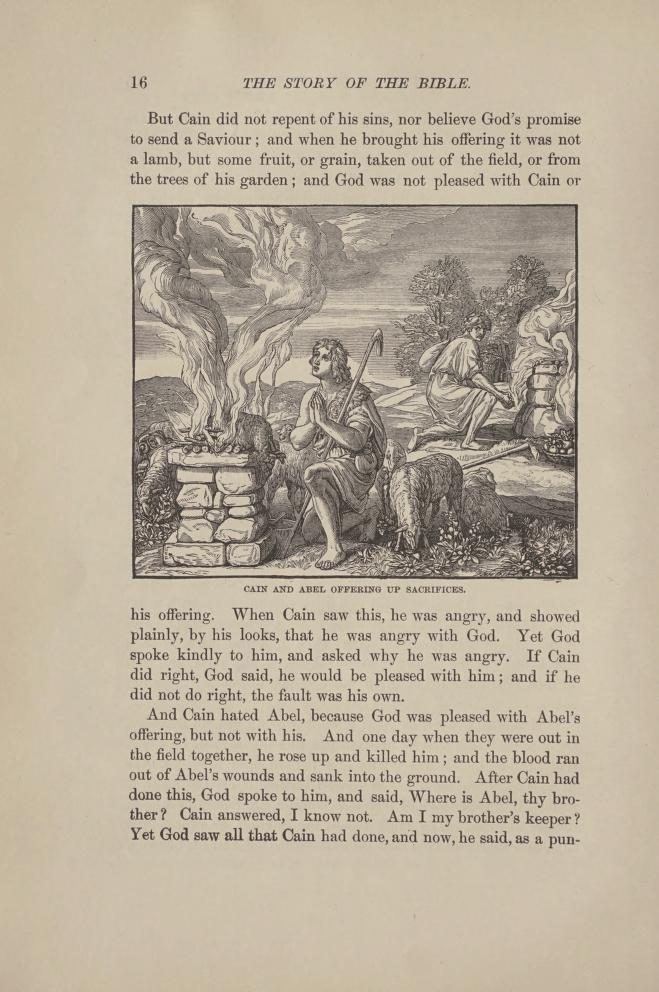 16 THE STORY OF THE BIBLE.
But Cain did not repent of his sins, nor believe God's promise
to send a Saviour ; and when he brought his offering it was not
a lamb, but some fruit, or grain, taken out of the field, or from
the trees of his garden ; and God was not pleased with Cain or
CAIN AND ABEL OFFERING UP SACRIFICES.
his offering. When Cain saw this, he was angry, and showed
plainly, by his looks, that he was angry with God. Yet God
spoke kindly to him, and asked why he was angry. If Cain
did right, God said, he would be pleased with him ; and if he
did not do right, the fault was his own.
And Cain hated Abel, because God was pleased with Abel's
offering, but not with his. And one day when they were out in
the field together, he rose up and killed him ; and the blood ran
out of Abel's wounds and sank into the ground. After Cain had
done this, God spoke to him, and said, Where is Abel, thy bro-
ther ? Cain answered, I know not. Am I my brother's keeper ?
Yet God saw all that Cain had done, and now, he said, as a pun-